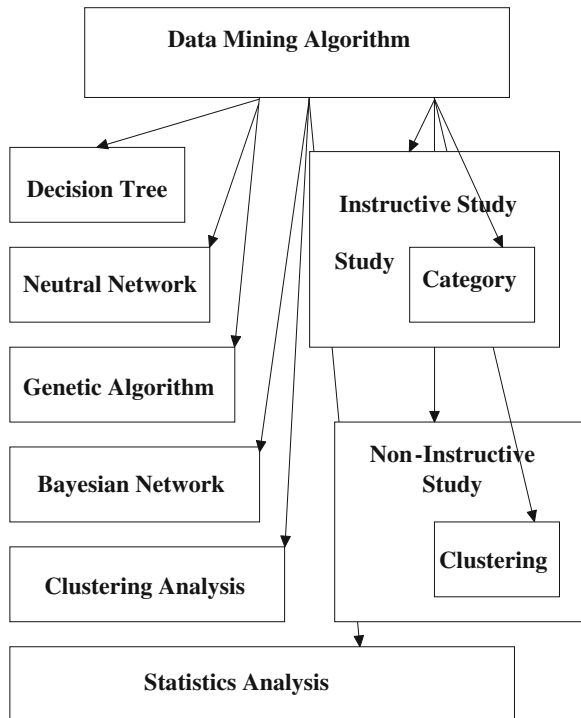 Data Mining Algorithm
Decision Tree
Neutral Network
Genetic Algorithm
Bayesian Network
Clustering Analysis
Statistics Analysis
Instructive Study
Study
Category
Non-Instructive
Study
Clustering